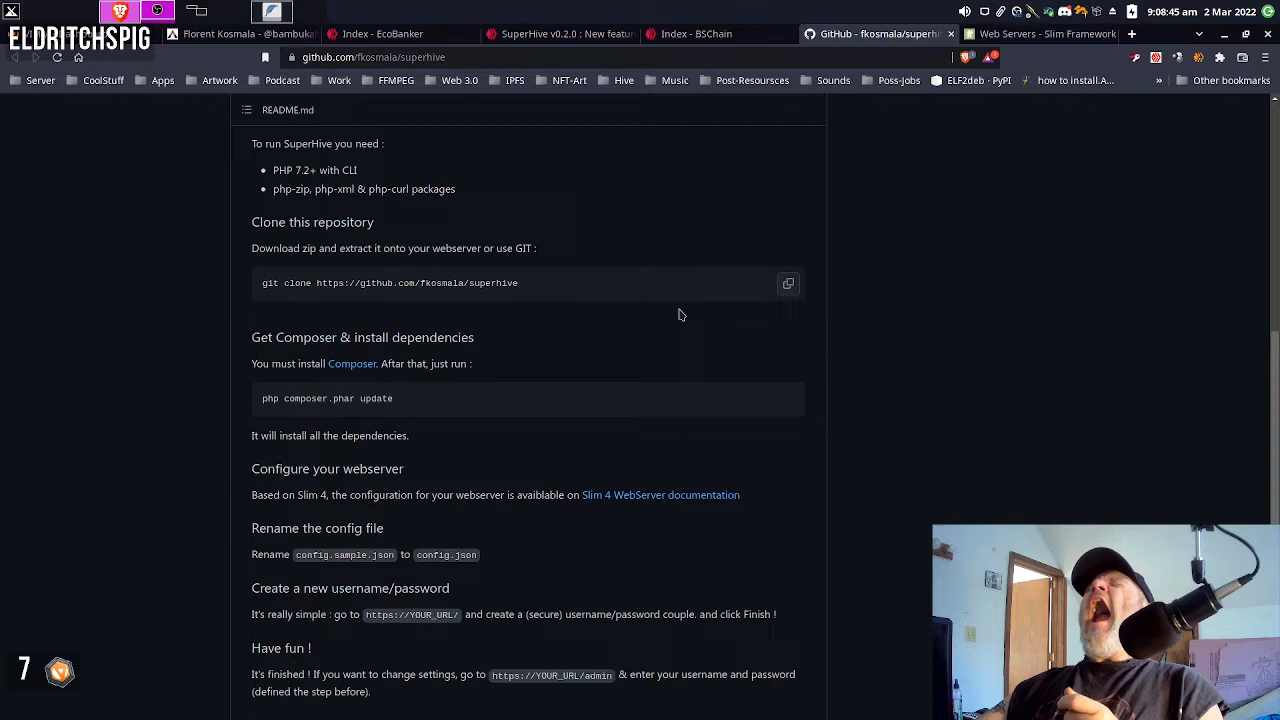 9:08:45 am 2 Mar 2022
ELDRITCHSPIG
Florent Kosmala - @bambuka
Index - EcoBanker
SuperHive v0.2.0 : New featur
Index - BSChain
GitHub - fkosmala/superhi
Web Servers - Slim Framework
github.com/fkosmala/superhive
Server
CoolStuff
Apps
Artwork
Podcast
Work
FFMPEG
Web 3.0
IPFS
NFT-Art
Hive
Music
Post-Resoursces
Sounds
Poss-Jobs
ELF2deb · PyPI
how to install.A...
»
Other bookmarks
README.md
To run SuperHive you need :
PHP 7.2+ with CLI
php-zip, php-xml & php-curl packages
Clone this repository
Download zip and extract it onto your webserver or use GIT :
git clone https://github.com/fkosmala/superhive
Get Composer & install dependencies
You must install Composer. Aftar that, just run :
php composer.phar update
It will install all the dependencies.
Configure your webserver
Based on Slim 4, the configuration for your webserver is avaiblable on Slim 4 WebServer documentation
Rename the config file
Rename config.sample.json to config.json
Create a new username/password
It's really simple : go to https://YOUR_URL/ and create a (secure) username/password couple. and click Finish !
Have fun !
It's finished ! If you want to change settings, go to https://YOUR_URL/admin & enter your username and password
(defined the step before).
7